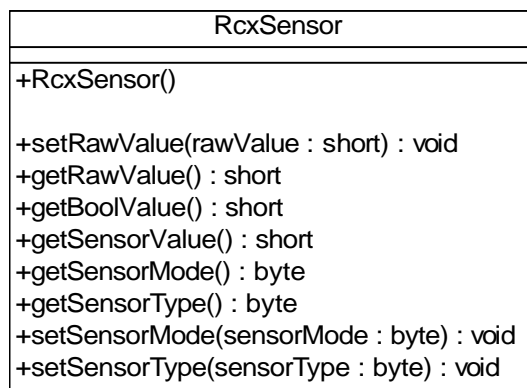 RcxSensor
+RcxSensor()
+setRawValue(rawValue : short) : void
+getRawValue() : short
+getBoolValue() : short
+getSensorValue() : short
+getSensorMode() : byte
+getSensorType() : byte
+setSensorMode(sensorMode : byte) : void
+setSensorType(sensorType : byte) : void